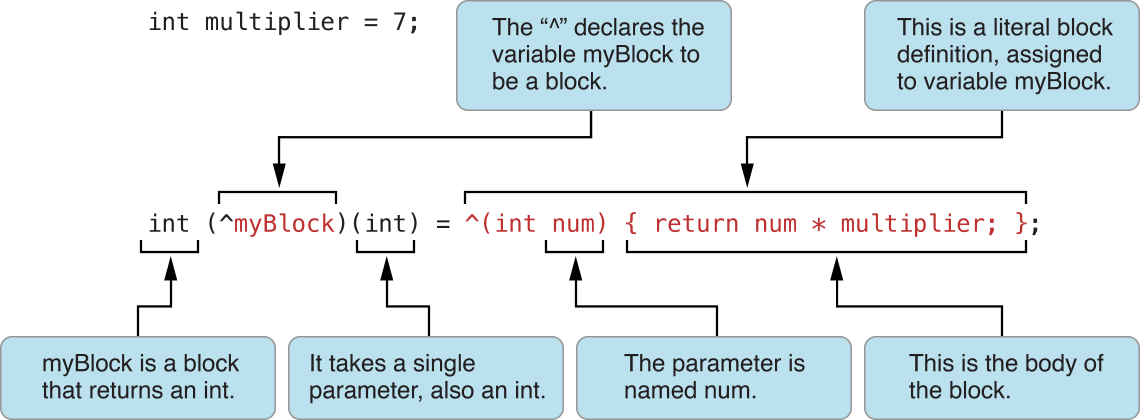 int multiplier = 7;
The “^” declares the
variable myBlock to
be a block.
This is a literal block
definition, assigned
to variable myBlock.
int (^myBlock)(int) = ^(int num) { return num * multiplier; };
myBlock is a block
that returns an int.
It takes a single
parameter, also an int.
The parameter is
named num.
This is the body of
the block.